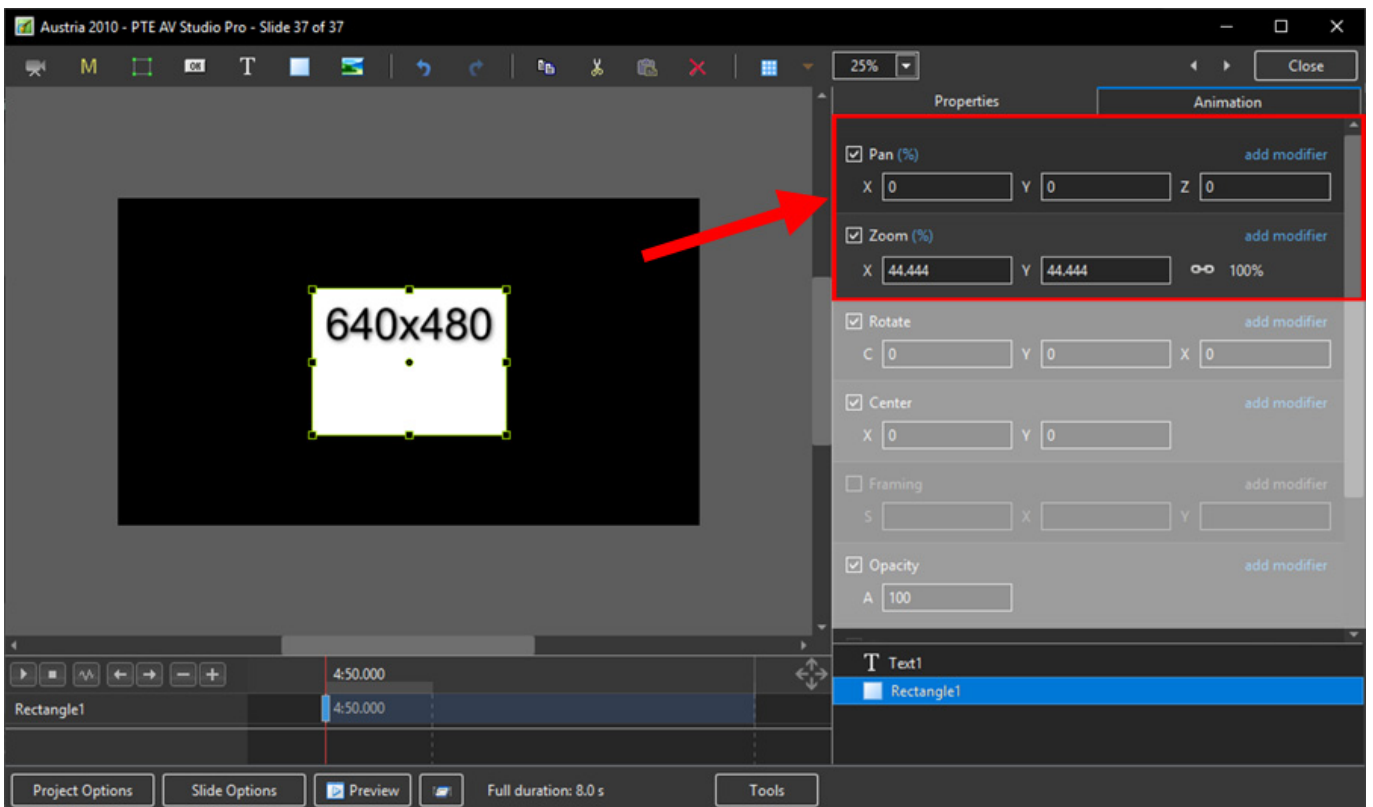 Austria 2010 - PTE AV Studio Pro - Slide 37 of 37
M OK T 25% Close
Properties Animation
Pan (%) add modifier
X 0 Y 0 Z 0
Zoom (%) add modifier
X 44.444 Y 44.444 100%
640x480
Rotate add modifier
C 0 Y 0 X 0
Center add modifier
X 0 Y 0
Framing add modifier
S X Y
Opacity add modifier
A 100
4:50.000
Rectangle1 4:50.000
T Text1
Rectangle1
Project Options Slide Options Preview Full duration: 8.0 s Tools